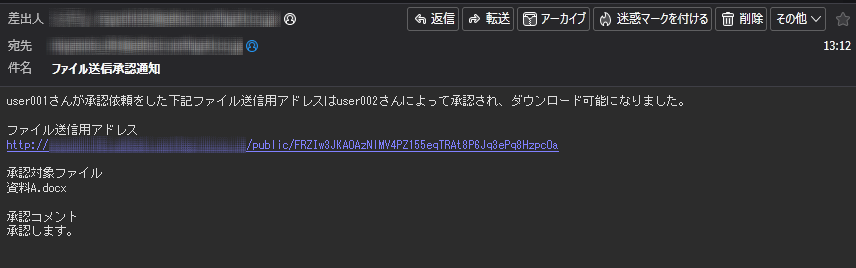 差出人 返信 転送 アーカイブ 迷惑マークを付ける 削除 その他
宛先 13:12
件名 ファイル送信承認通知
user001さんが承認依頼をした下記ファイル送信用アドレスはuser002さんによって承認され、ダウンロード可能になりました。
ファイル送信用アドレス
http:// /public/FRZIw3JKAOAzNlMV4PZ155eqTRAt8P6Jq3ePq8HzpcOa
承認対象ファイル
資料A.docx
承認コメント
承認します。